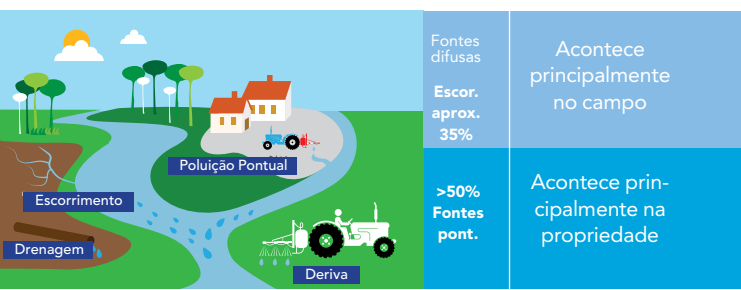 Poluição Pontual
Escorrimento
Drenagem
Deriva
Fontes
difusas
Escor.
aprox.
35%
Acontece
principalmente
no campo
>50%
Fontes
pont.
Acontece prin-
cipalmente na
propriedade